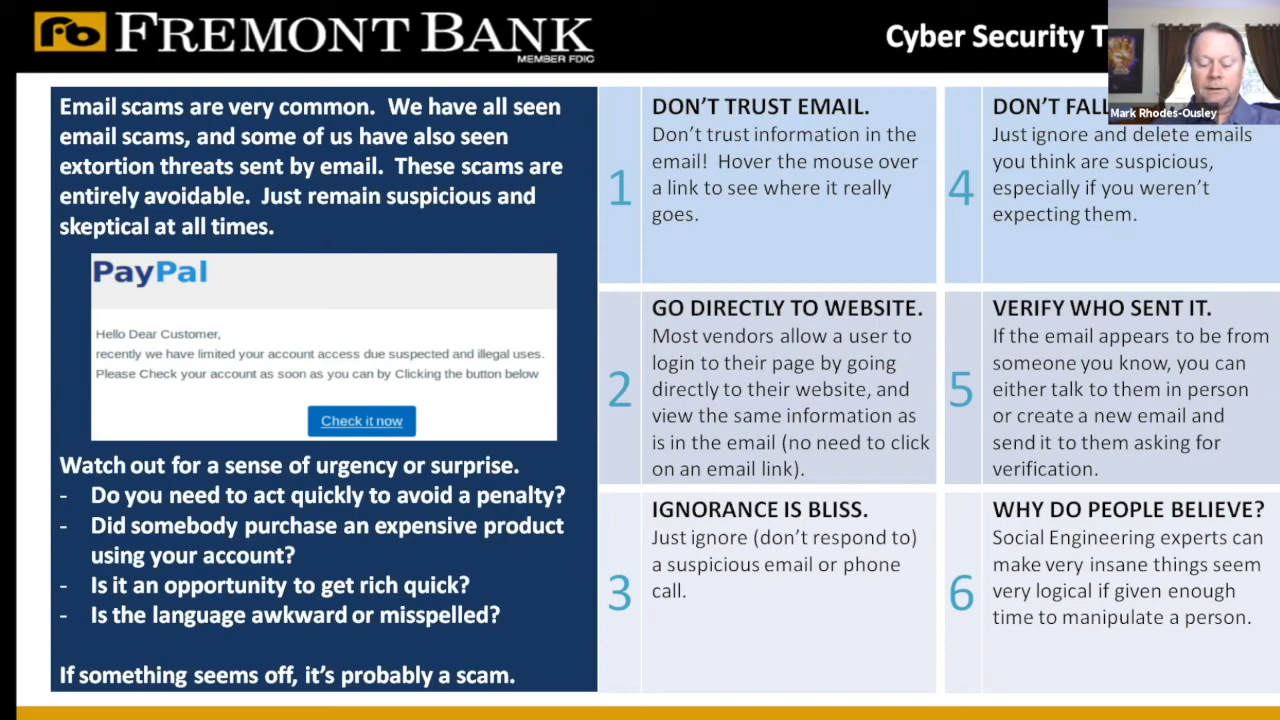 fb FREMONT BANK
MEMBER FDIC
Cyber Security T
Mark Rhodes-Ousley
Email scams are very common. We have all seen
email scams, and some of us have also seen
extortion threats sent by email. These scams are
entirely avoidable. Just remain suspicious and
skeptical at all times.
PayPal
Hello Dear Customer,
recently we have limited your account access due suspected and illegal uses.
Please Check your account as soon as you can by Clicking the button below
Check it now
Watch out for a sense of urgency or surprise.
- Do you need to act quickly to avoid a penalty?
- Did somebody purchase an expensive product
using your account?
- Is it an opportunity to get rich quick?
- Is the language awkward or misspelled?
If something seems off, it's probably a scam.
1
DON'T TRUST EMAIL.
Don't trust information in the
email! Hover the mouse over
a link to see where it really
goes.
2
GO DIRECTLY TO WEBSITE.
Most vendors allow a user to
login to their page by going
directly to their website, and
view the same information as
is in the email (no need to click
on an email link).
3
IGNORANCE IS BLISS.
Just ignore (don't respond to)
a suspicious email or phone
call.
4
DON'T FALL
Just ignore and delete emails
you think are suspicious,
especially if you weren't
expecting them.
5
VERIFY WHO SENT IT.
If the email appears to be from
someone you know, you can
either talk to them in person
or create a new email and
send it to them asking for
verification.
6
WHY DO PEOPLE BELIEVE?
Social Engineering experts can
make very insane things seem
very logical if given enough
time to manipulate a person.